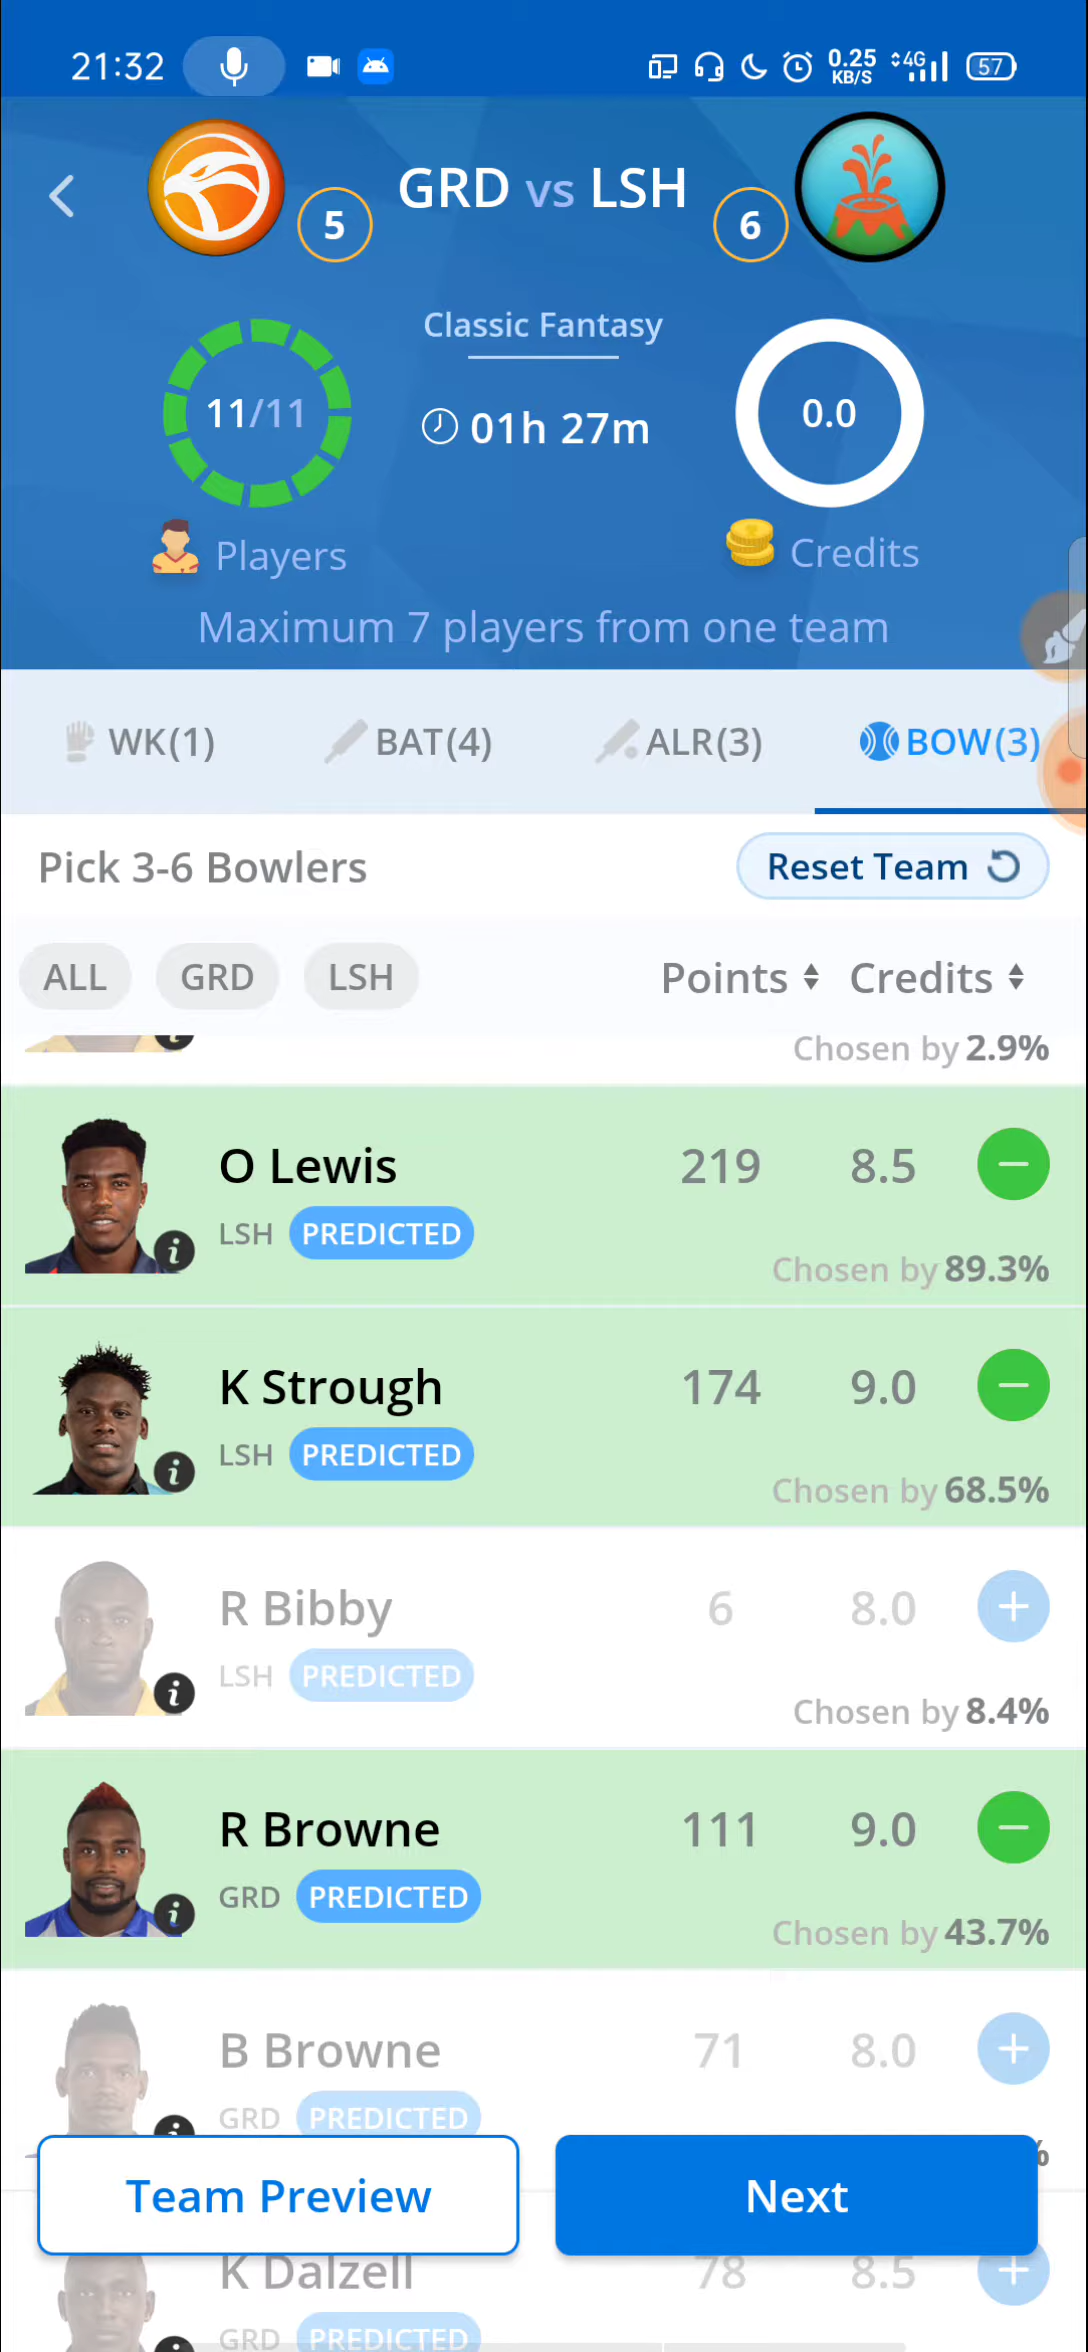 21:32 0.25 KB/S 4G 57
5 GRD vs LSH 6
Classic Fantasy
11/11 01h 27m 0.0
Players Credits
Maximum 7 players from one team
WK(1) BAT(4) ALR(3) BOW(3)
Pick 3-6 Bowlers Reset Team
ALL GRD LSH Points Credits
Chosen by 2.9%
O Lewis 219 8.5
LSH PREDICTED
Chosen by 89.3%
K Strough 174 9.0
LSH PREDICTED
Chosen by 68.5%
R Bibby 6 8.0
LSH PREDICTED
Chosen by 8.4%
R Browne 111 9.0
GRD PREDICTED
Chosen by 43.7%
B Browne 71 8.0
GRD PREDICTED
%
Team Preview Next
K Dalzell 78 8.5
GRD PREDICTED